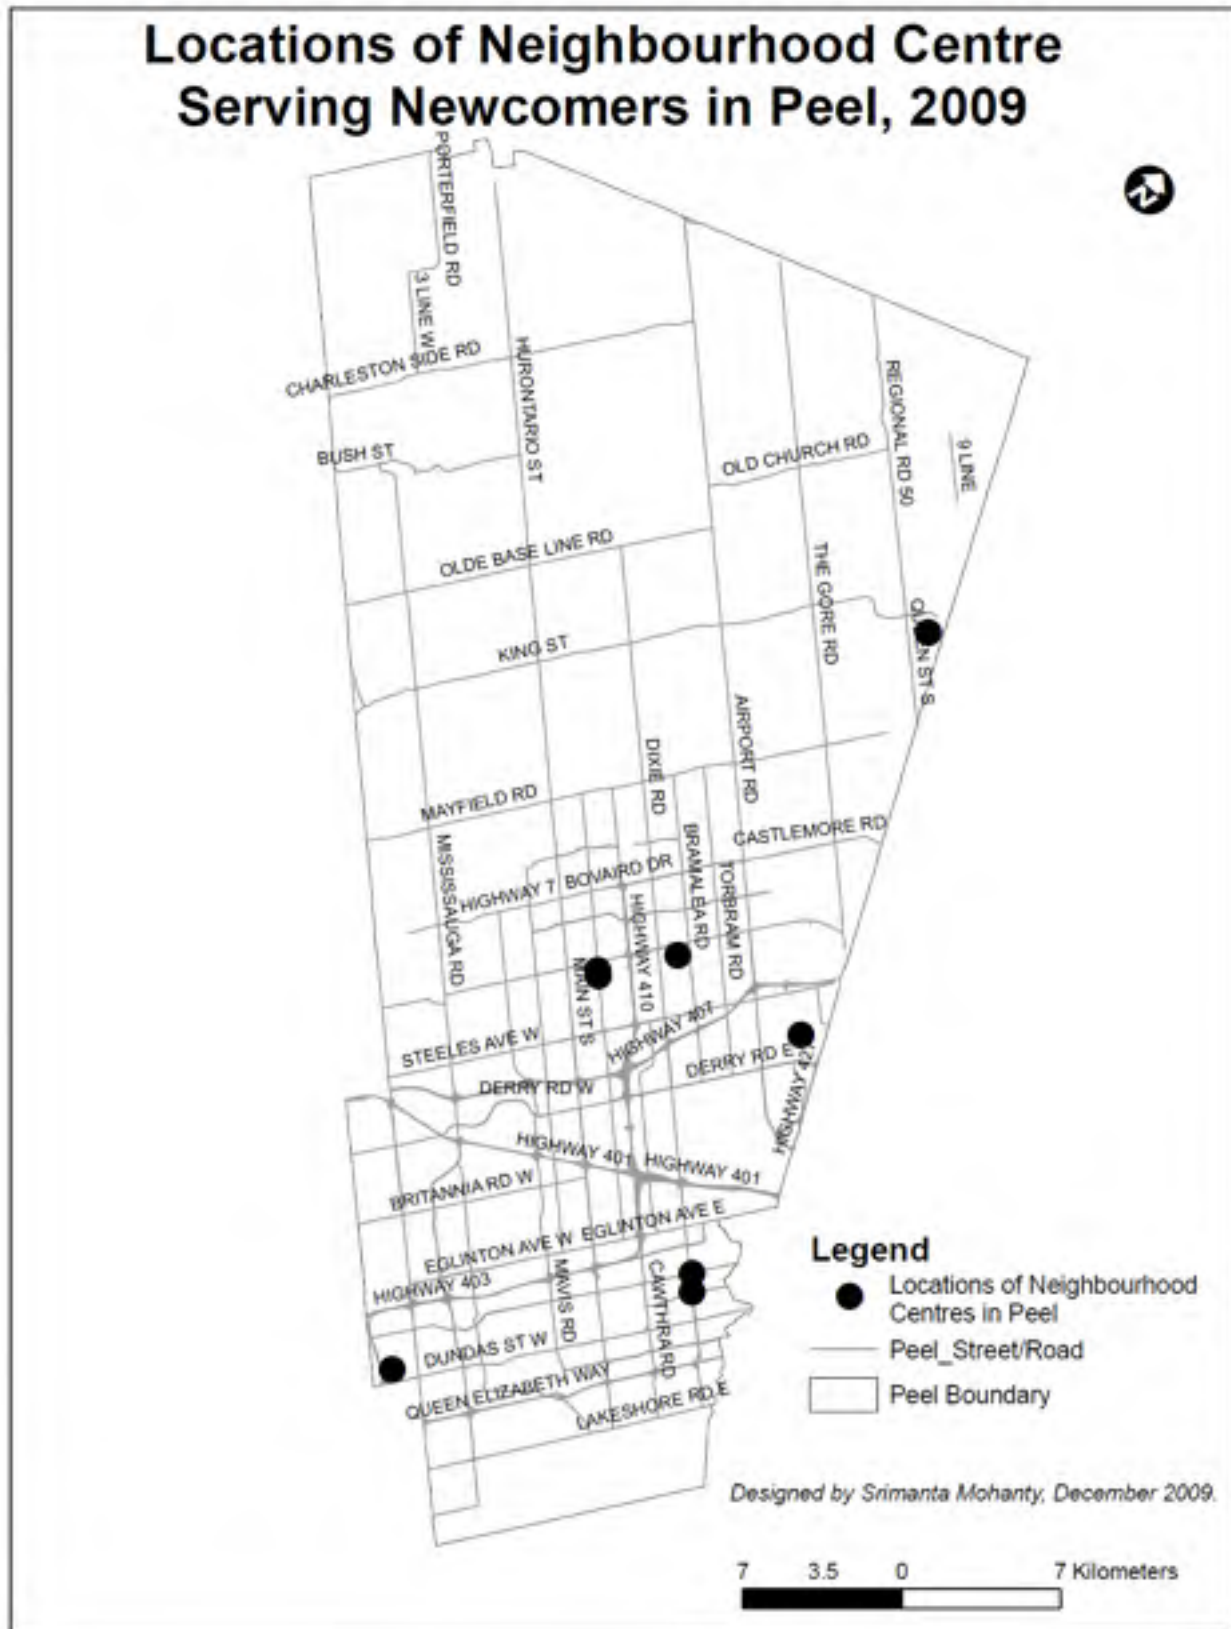 Locations of Neighbourhood Centre
Serving Newcomers in Peel, 2009
N
PORTERFIELD RD
3 LINE W
CHARLESTON SIDE RD
HURONTARIO ST
REGIONAL RD 50
BUSH ST
OLD CHURCH RD
9 LINE
OLDE BASE LINE RD
THE GORE RD
KING ST
QUEEN ST S
AIRPORT RD
DIXIE RD
MAYFIELD RD
CASTLEMORE RD
MISSISSAUGA RD
BRAMALEA RD
HIGHWAY 7 BOVAIRD DR
TORBRAM RD
HIGHWAY 410
MAIN ST S
STEELES AVE W
HIGHWAY 407
DERRY RD E
DERRY RD W
HIGHWAY 427
HIGHWAY 401
HIGHWAY 401
BRITANNIA RD W
EGLINTON AVE W
EGLINTON AVE E
HIGHWAY 403
MAVIS RD
CAWTHRA RD
DUNDAS ST W
QUEEN ELIZABETH WAY
LAKESHORE RD E
Legend
Locations of Neighbourhood
Centres in Peel
Peel_Street/Road
Peel Boundary
Designed by Srimanta Mohanty, December 2009.
7 3.5 0 7 Kilometers